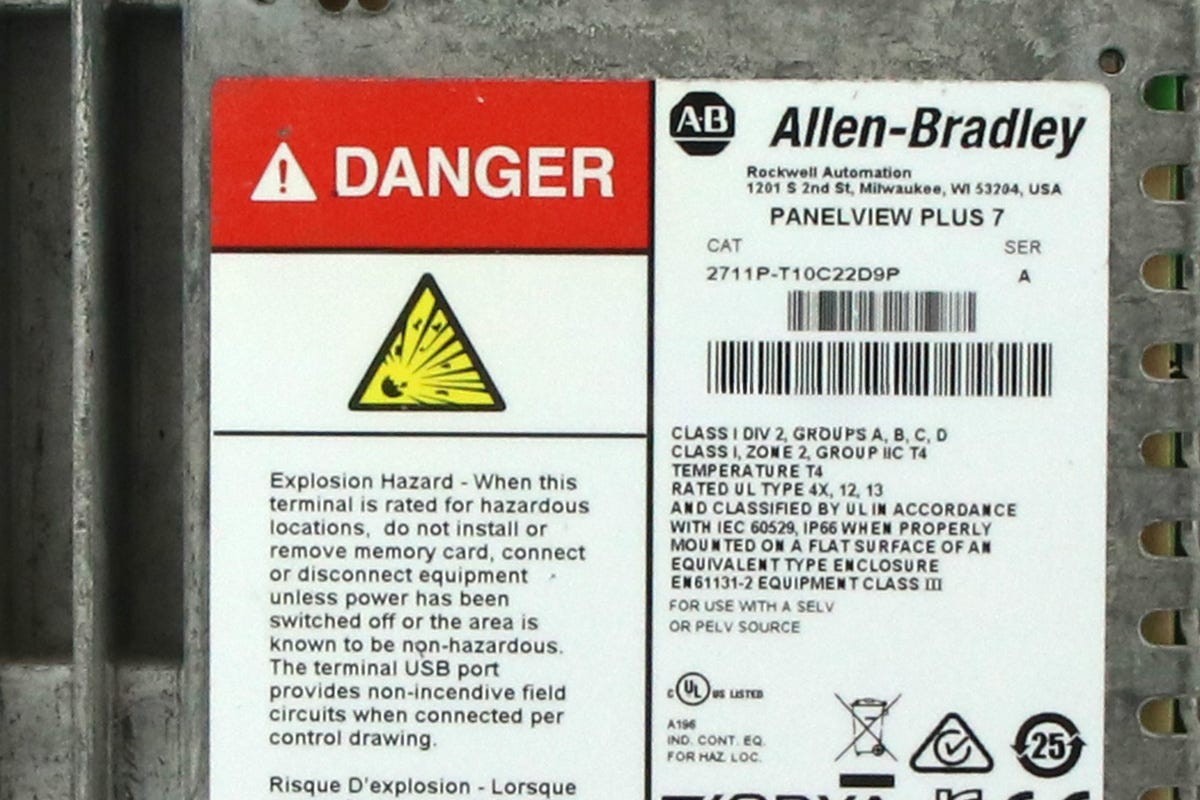 DANGER
Explosion Hazard - When this
terminal is rated for hazardous
locations, do not install or
remove memory card, connect
or disconnect equipment
unless power has been
switched off or the area is
known to be non-hazardous.
The terminal USB port
provides non-incendive field
circuits when connected per
control drawing.
Risque D'explosion - Lorsque
A-B Allen-Bradley
Rockwell Automation
1201 S 2nd St, Milwaukee, WI 53204, USA
PANELVIEW PLUS 7
CAT SER
2711P-T10C22D9P A
CLASS I DIV 2, GROUPS A, B, C, D
CLASS I, ZONE 2, GROUP IIC T4
TEMPERATURE T4
RATED UL TYPE 4X, 12, 13
AND CLASSIFIED BY UL IN ACCORDANCE
WITH IEC 60529, IP66 WHEN PROPERLY
MOUNTED ON A FLAT SURFACE OF AN
EQUIVALENT TYPE ENCLOSURE
EN61131-2 EQUIPMENT CLASS III
FOR USE WITH A SELV
OR PELV SOURCE
C UL US LISTED
A196
IND. CONT. EQ.
FOR HAZ. LOC.
25